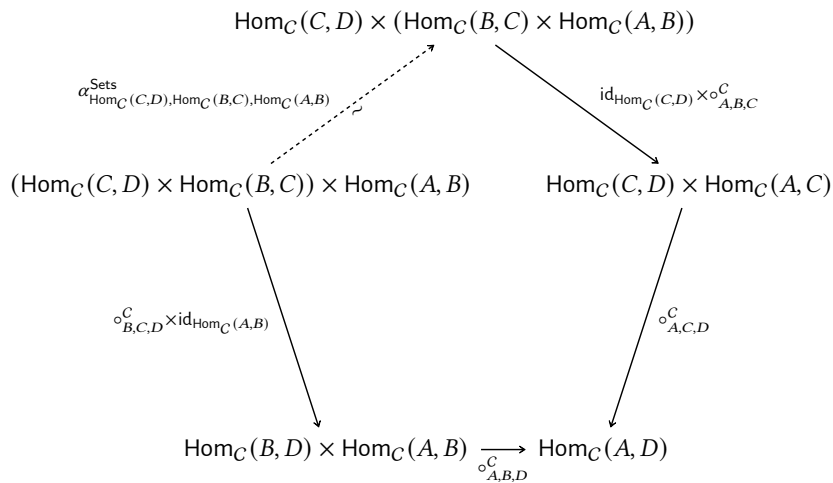 Hom_C(C, D) × (Hom_C(B, C) × Hom_C(A, B))
α^Sets_{Hom_C(C,D),Hom_C(B,C),Hom_C(A,B)}
id_{Hom_C(C,D)}×∘^C_{A,B,C}
∼
(Hom_C(C, D) × Hom_C(B, C)) × Hom_C(A, B)
Hom_C(C, D) × Hom_C(A, C)
∘^C_{B,C,D}×id_{Hom_C(A,B)}
∘^C_{A,C,D}
Hom_C(B, D) × Hom_C(A, B)
Hom_C(A, D)
∘^C_{A,B,D}